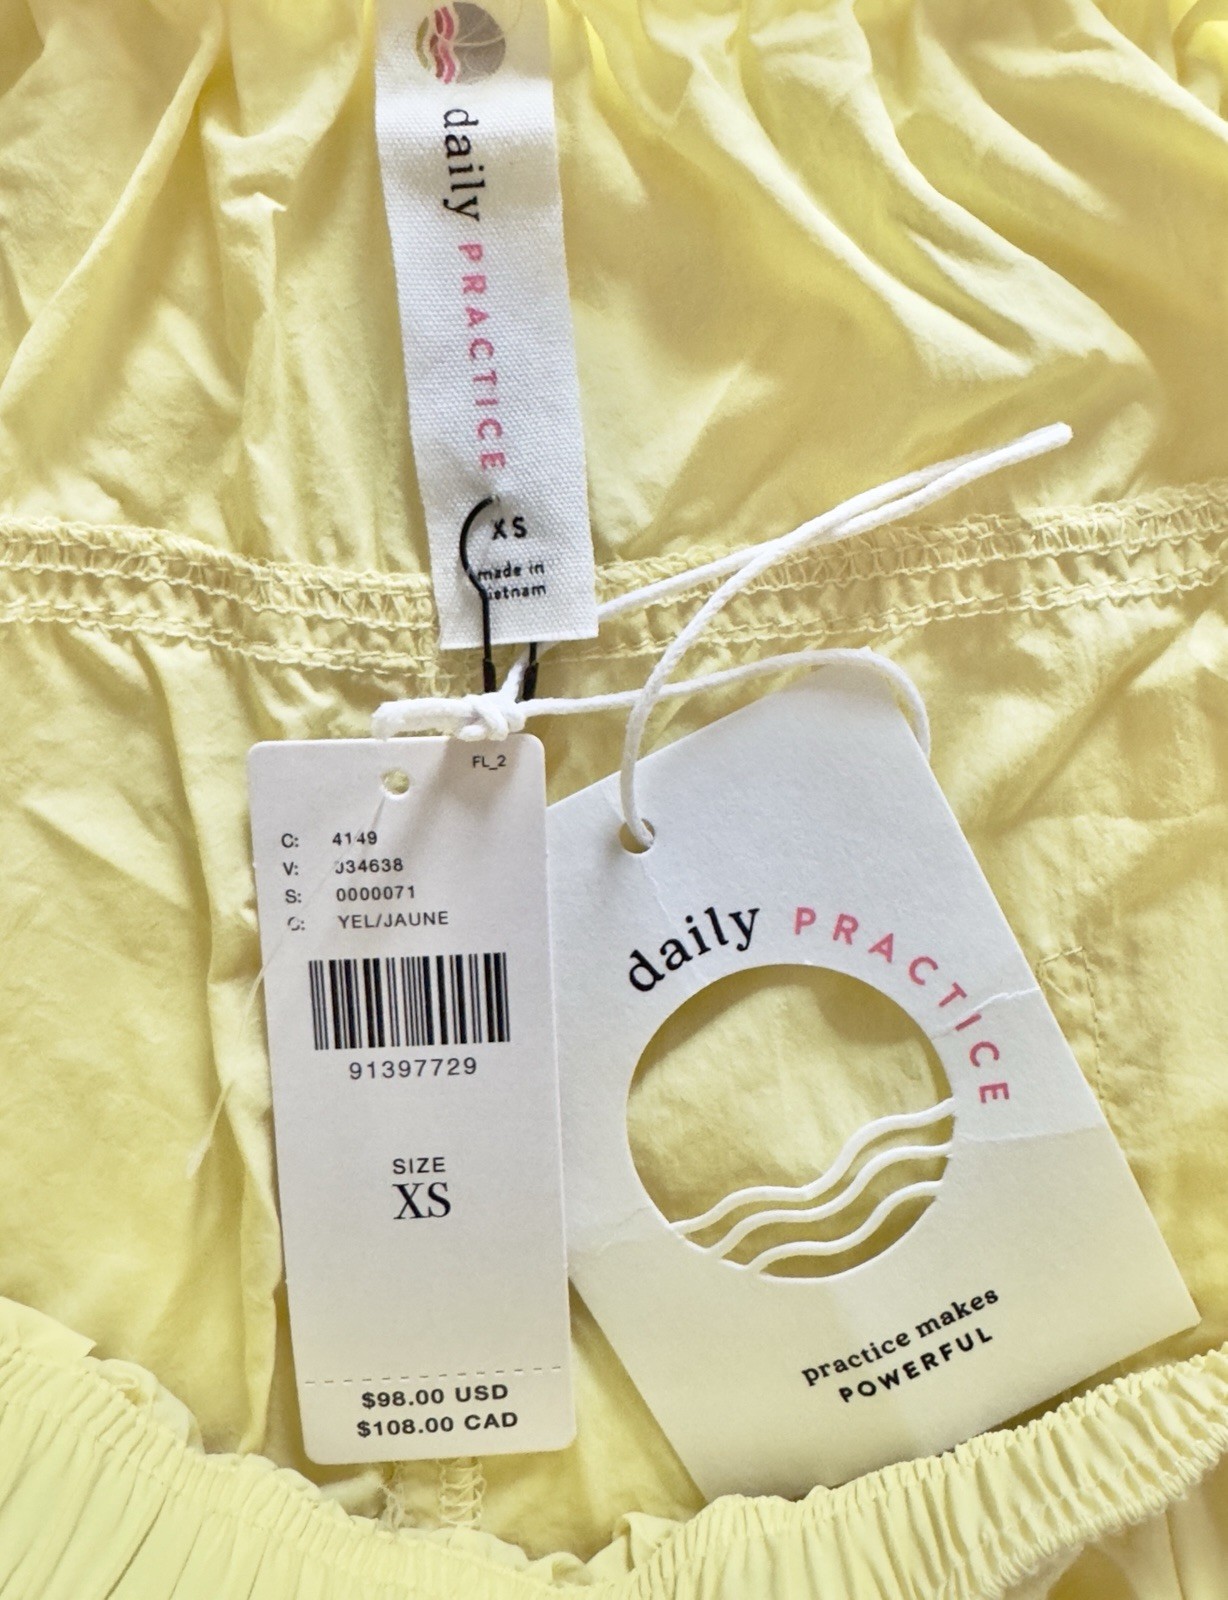 daily PRACTICE
XS
made in
FL_2
C: 4149
V: 034638
S: 0000071
C: YEL/JAUNE
91397729
SIZE
XS
$98.00 USD
$108.00 CAD
daily PRACTICE
practice makes
POWERFUL